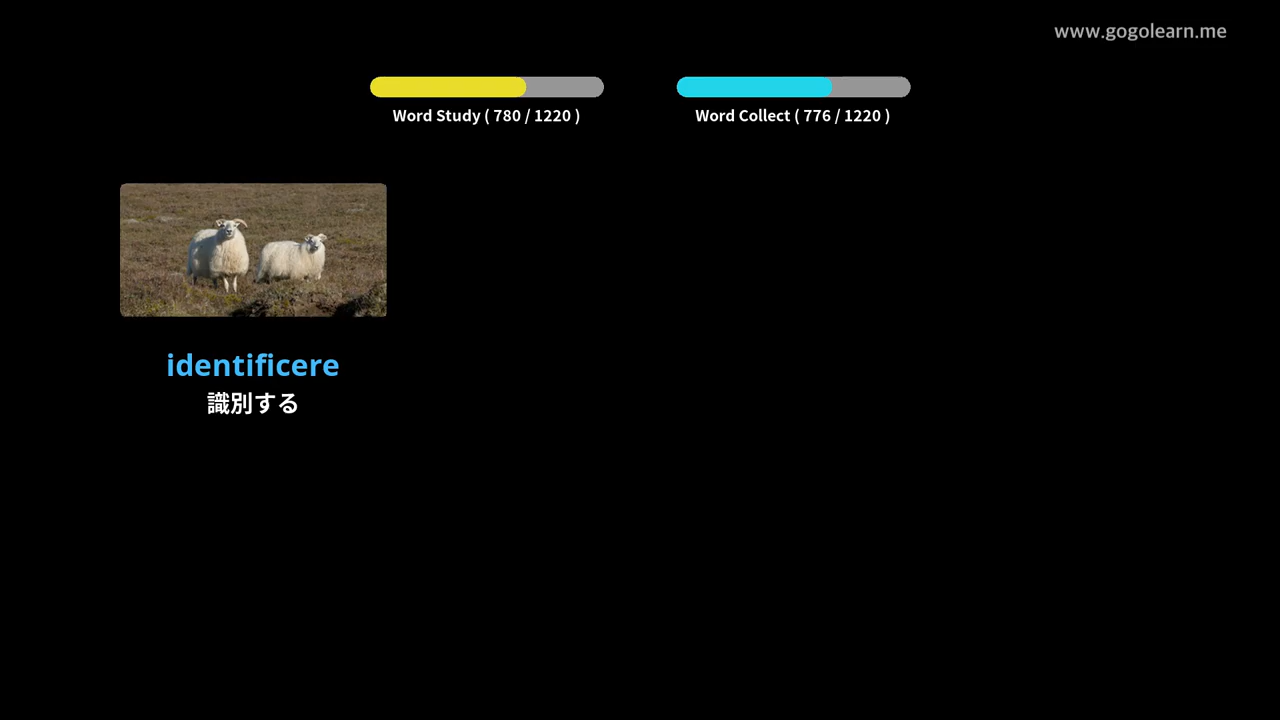 www.gogolearn.me
Word Study ( 780 / 1220 )
Word Collect ( 776 / 1220 )
identificere
識別する